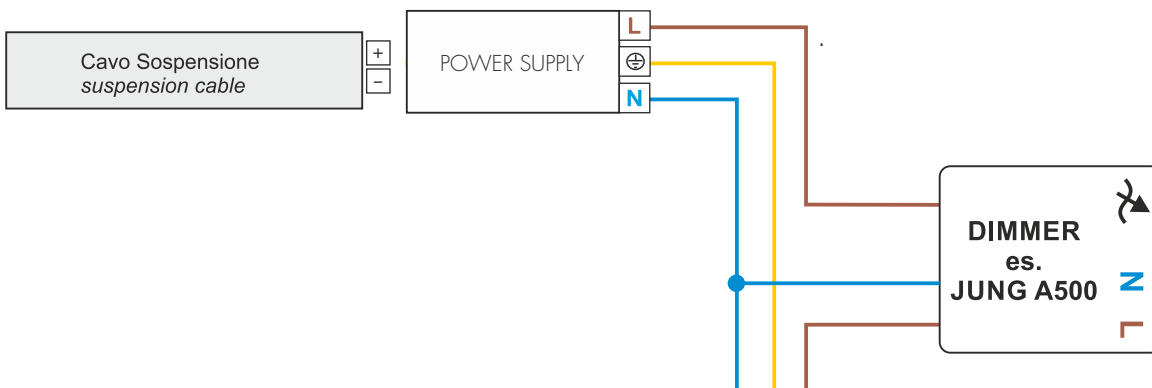 L
Cavo Sospensione
suspension cable
+
−
POWER SUPPLY
N
DIMMER
es.
JUNG A500
N
L